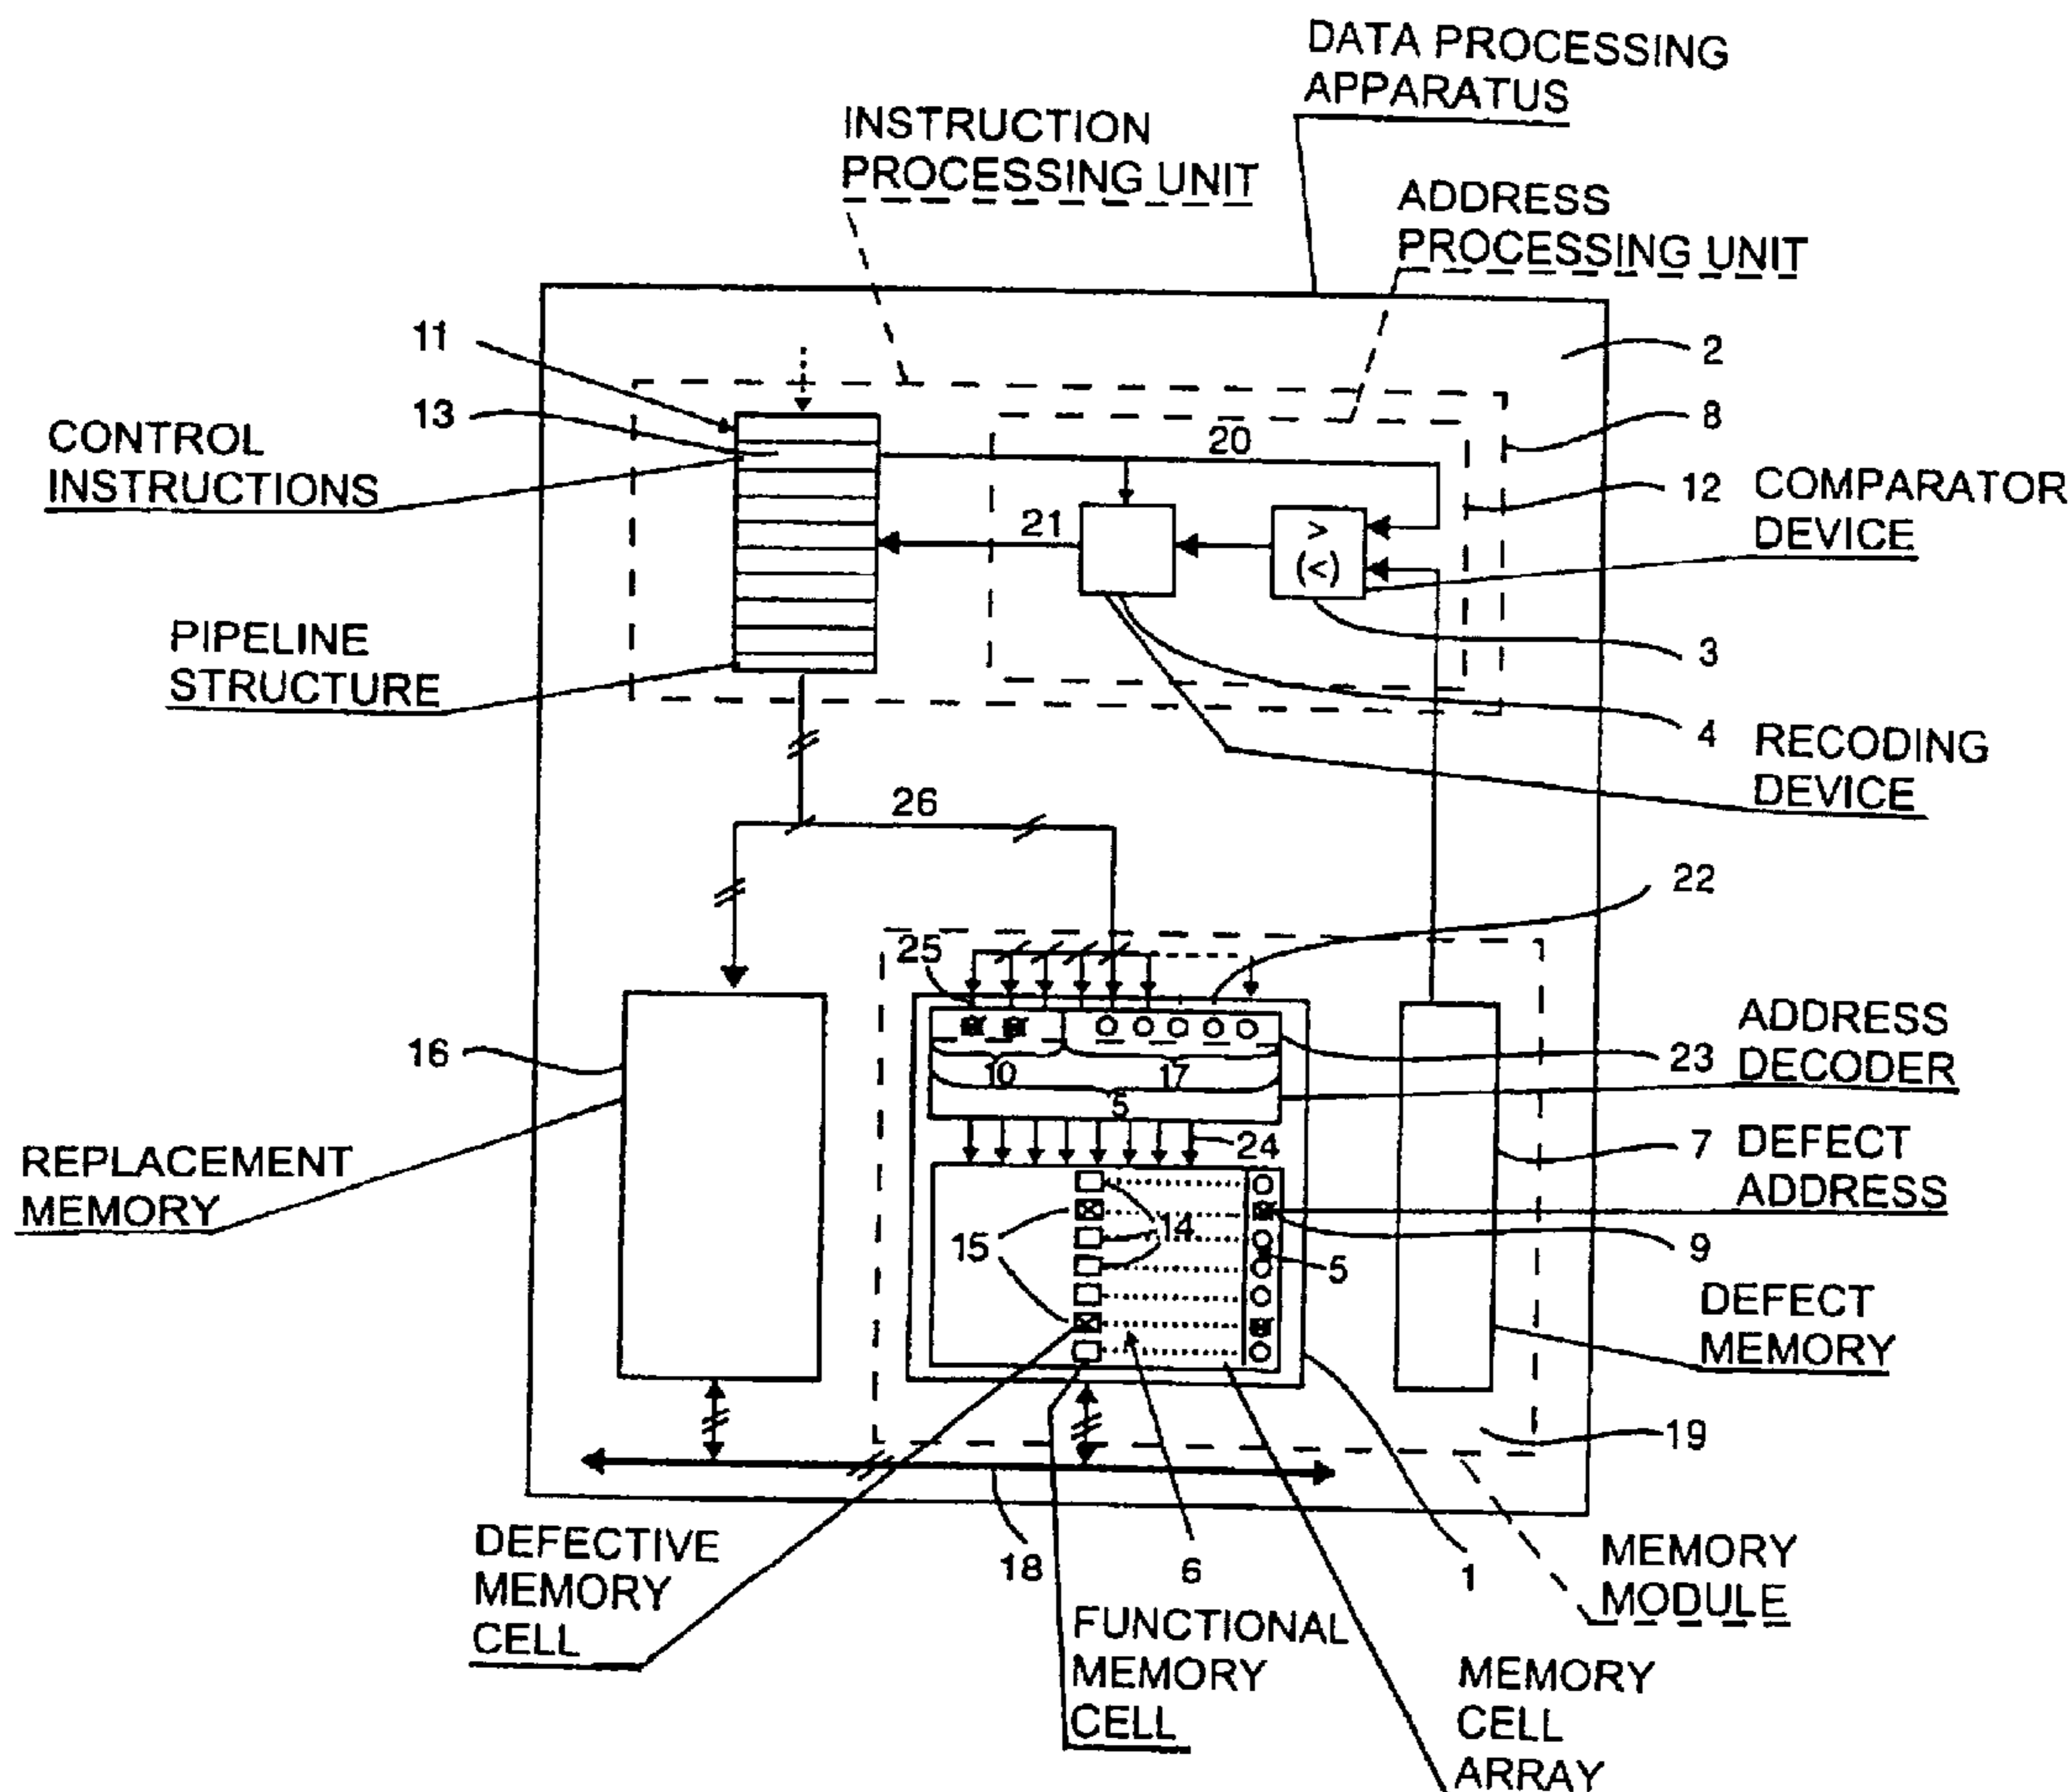 DATA PROCESSING
APPARATUS
INSTRUCTION
PROCESSING UNIT
ADDRESS
PROCESSING UNIT
11
2
13
8
CONTROL
INSTRUCTIONS
20
12
COMPARATOR
DEVICE
21
>
(<)
PIPELINE
STRUCTURE
3
4
RECODING
DEVICE
26
22
25
16
ADDRESS
DECODER
23
10
17
5
24
REPLACEMENT
MEMORY
7
DEFECT
ADDRESS
15
14
9
5
DEFECT
MEMORY
19
DEFECTIVE
MEMORY
CELL
18
6
1
MEMORY
MODULE
FUNCTIONAL
MEMORY
CELL
MEMORY
CELL
ARRAY